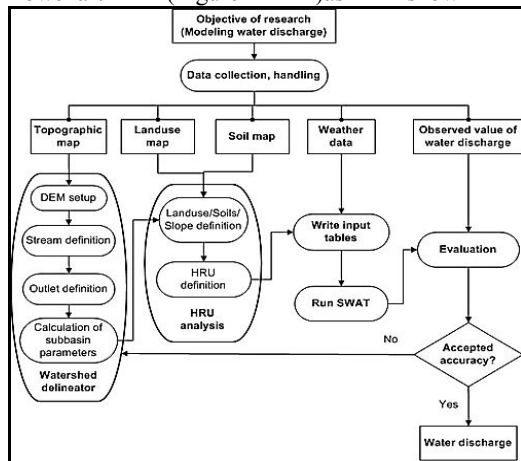 Objective of research
(Modeling water discharge)
Data collection, handling
Topographic
map
Landuse
map
Soil map
Weather
data
Observed value of
water discharge
DEM setup
Stream definition
Outlet definition
Calculation of
subbasin
parameters
Watershed
delineator
Landuse/Soils/
Slope definition
HRU
definition
HRU
analysis
Write input
tables
Run SWAT
Evaluation
Accepted
accuracy?
No
Yes
Water discharge